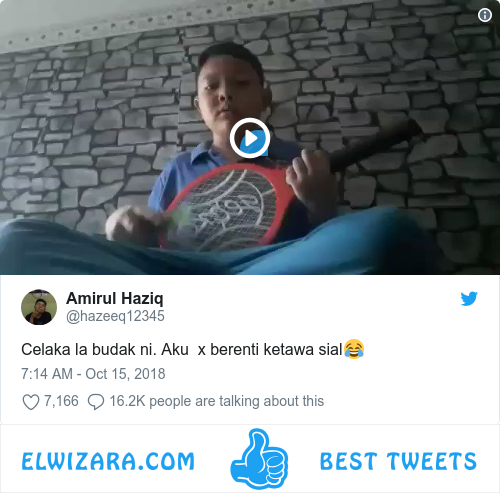 Amirul Haziq
@hazeeq12345
Celaka la budak ni. Aku  x berenti ketawa sial😂
7:14 AM - Oct 15, 2018
7,166 16.2K people are talking about this
ELWIZARA.COM BEST TWEETS